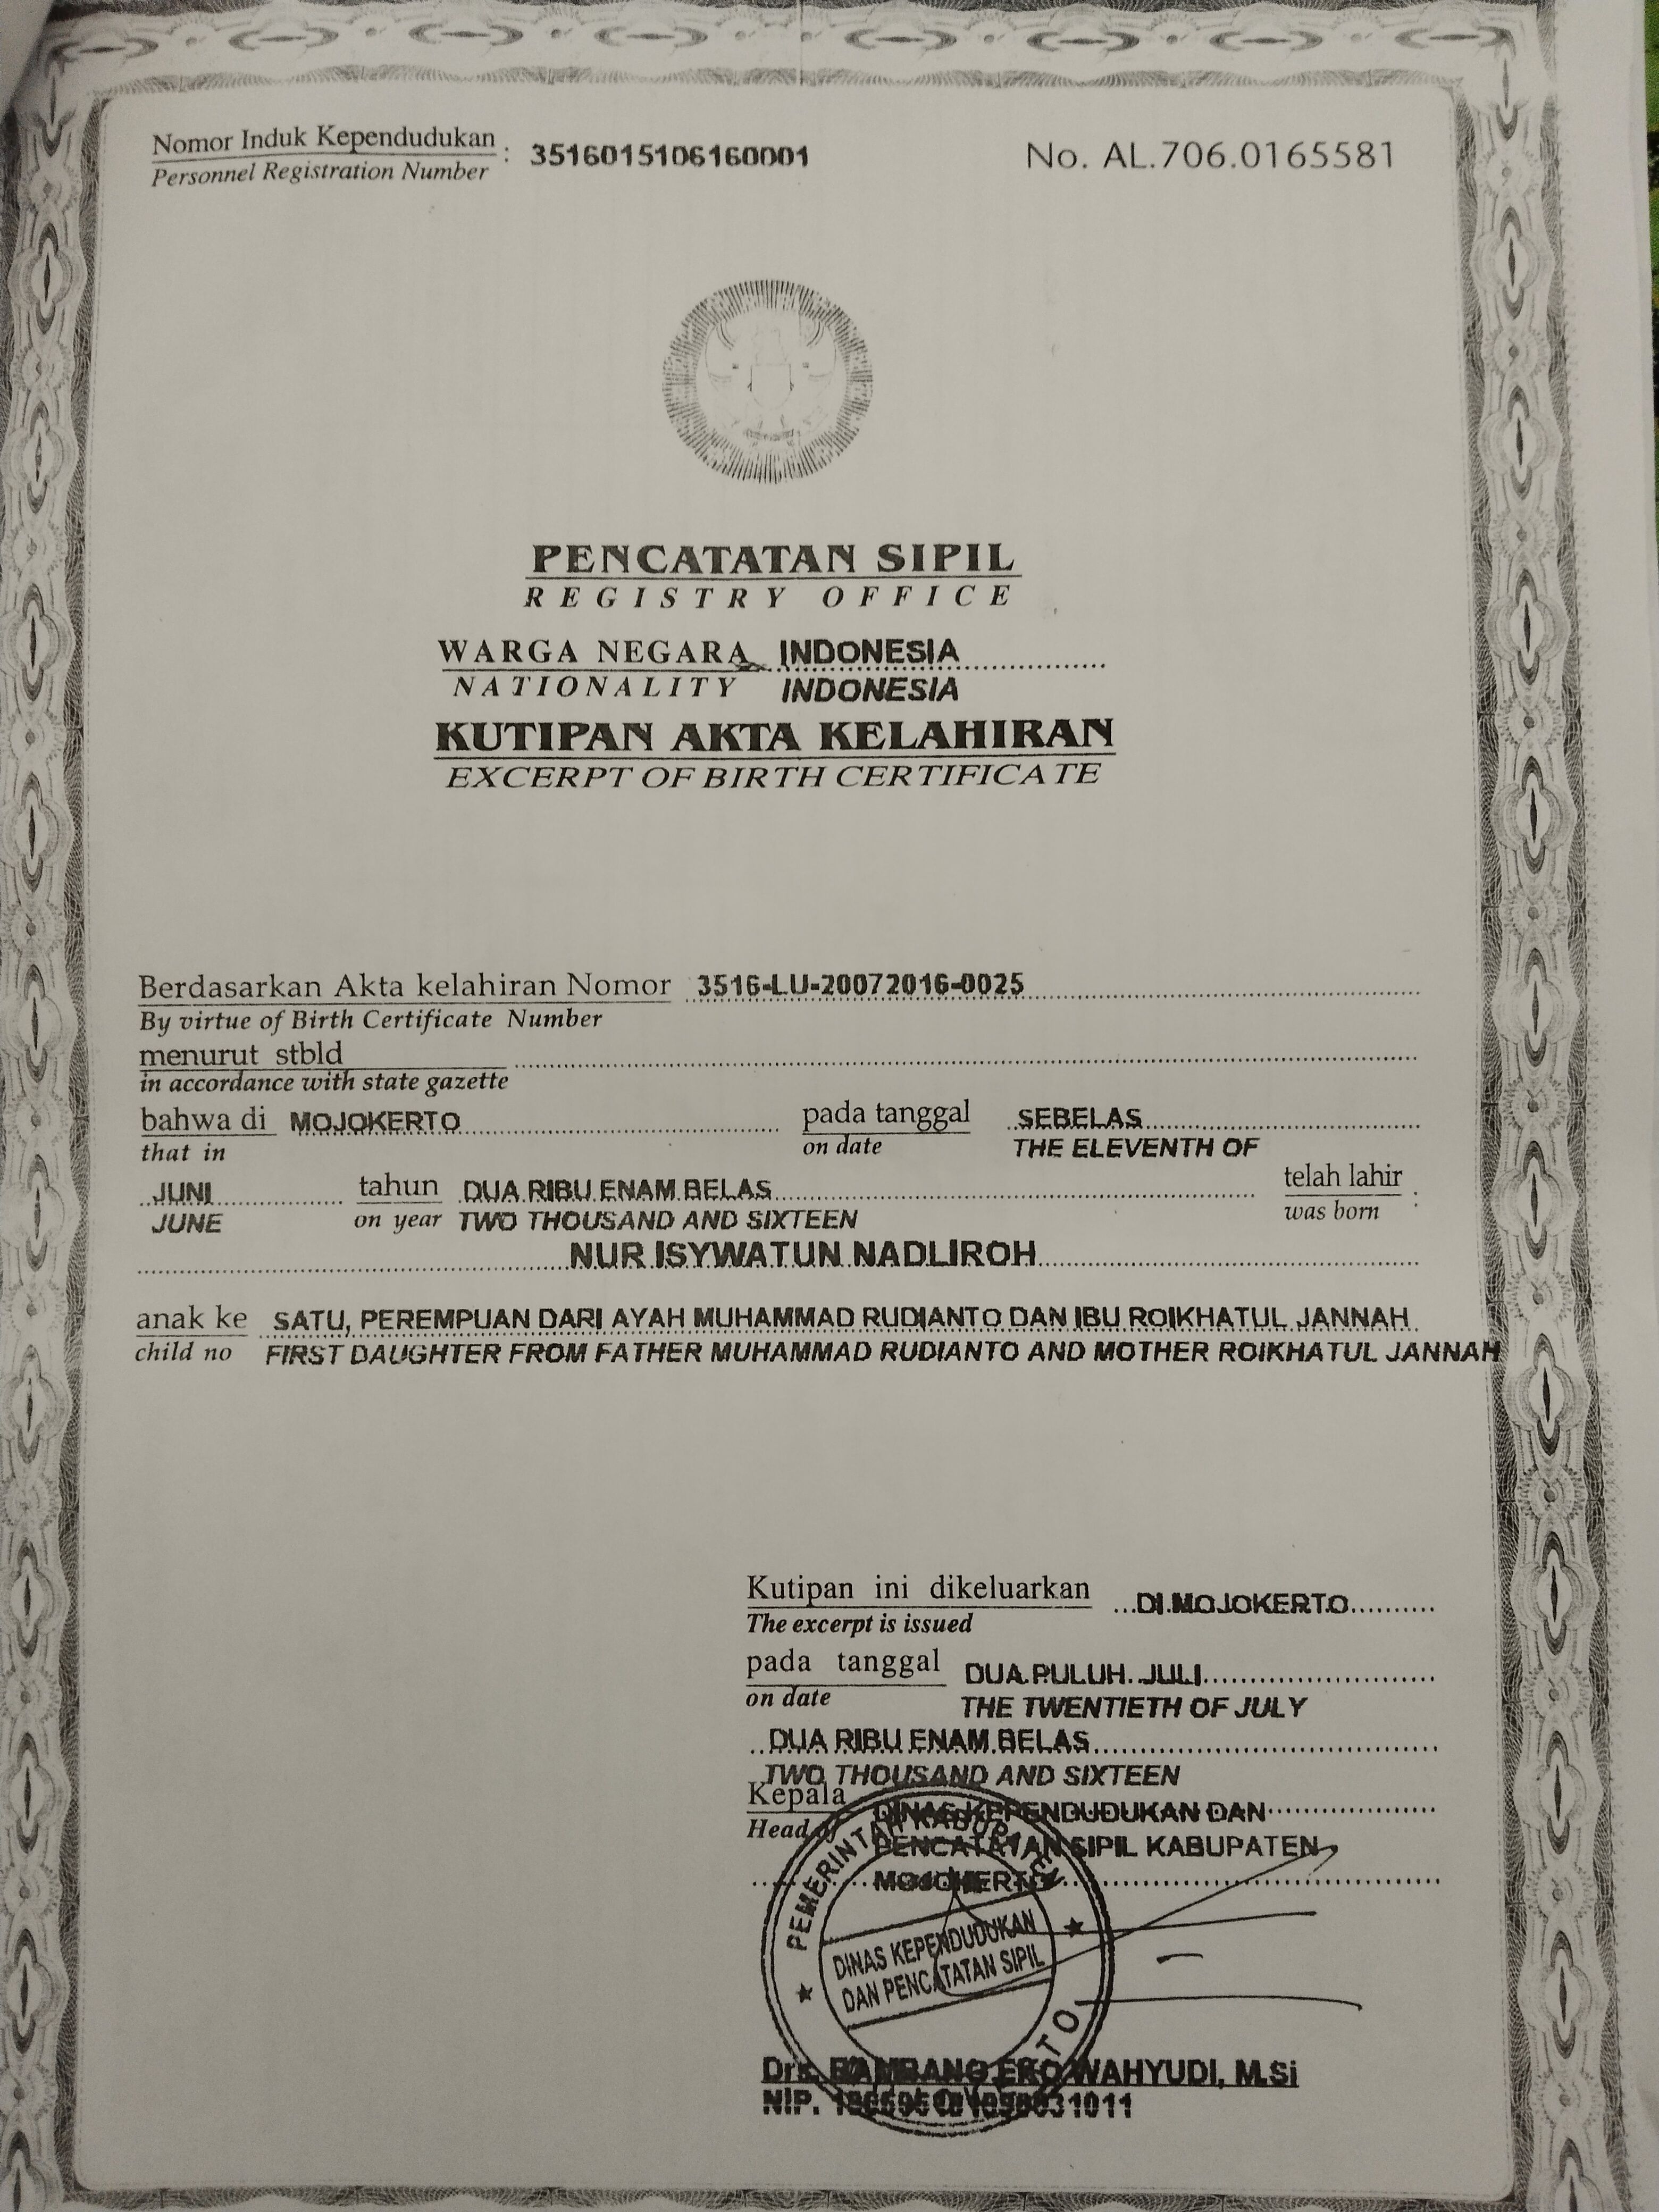 Nomor Induk Kependudukan : 3516015106160001 No. AL.706.0165581
Personnel Registration Number
PENCATATAN SIPIL
REGISTRY OFFICE
WARGA NEGARA INDONESIA
NATIONALITY INDONESIA
KUTIPAN AKTA KELAHIRAN
EXCERPT OF BIRTH CERTIFICATE
Berdasarkan Akta kelahiran Nomor 3516-LU-20072016-0025
By virtue of Birth Certificate Number
menurut stbld
in accordance with state gazette
bahwa di MOJOKERTO pada tanggal SEBELAS
that in on date THE ELEVENTH OF
JUNI tahun DUA RIBU ENAM BELAS telah lahir :
JUNE on year TWO THOUSAND AND SIXTEEN was born
NUR ISYWATUN NADLIROH
anak ke SATU, PEREMPUAN DARI AYAH MUHAMMAD RUDIANTO DAN IBU ROIKHATUL JANNAH
child no FIRST DAUGHTER FROM FATHER MUHAMMAD RUDIANTO AND MOTHER ROIKHATUL JANNAH
Kutipan ini dikeluarkan DI MOJOKERTO
The excerpt is issued
pada tanggal DUA PULUH JULI
on date THE TWENTIETH OF JULY
DUA RIBU ENAM BELAS
TWO THOUSAND AND SIXTEEN
Kepala DINAS KEPENDUDUKAN DAN
Head of PENCATATAN SIPIL KABUPATEN
MOJOKERTO
PEMERINTAH KABUPATEN
DINAS KEPENDUDUKAN
DAN PENCATATAN SIPIL
Drs. BAMBANG EKO WAHYUDI, M.Si
NIP.